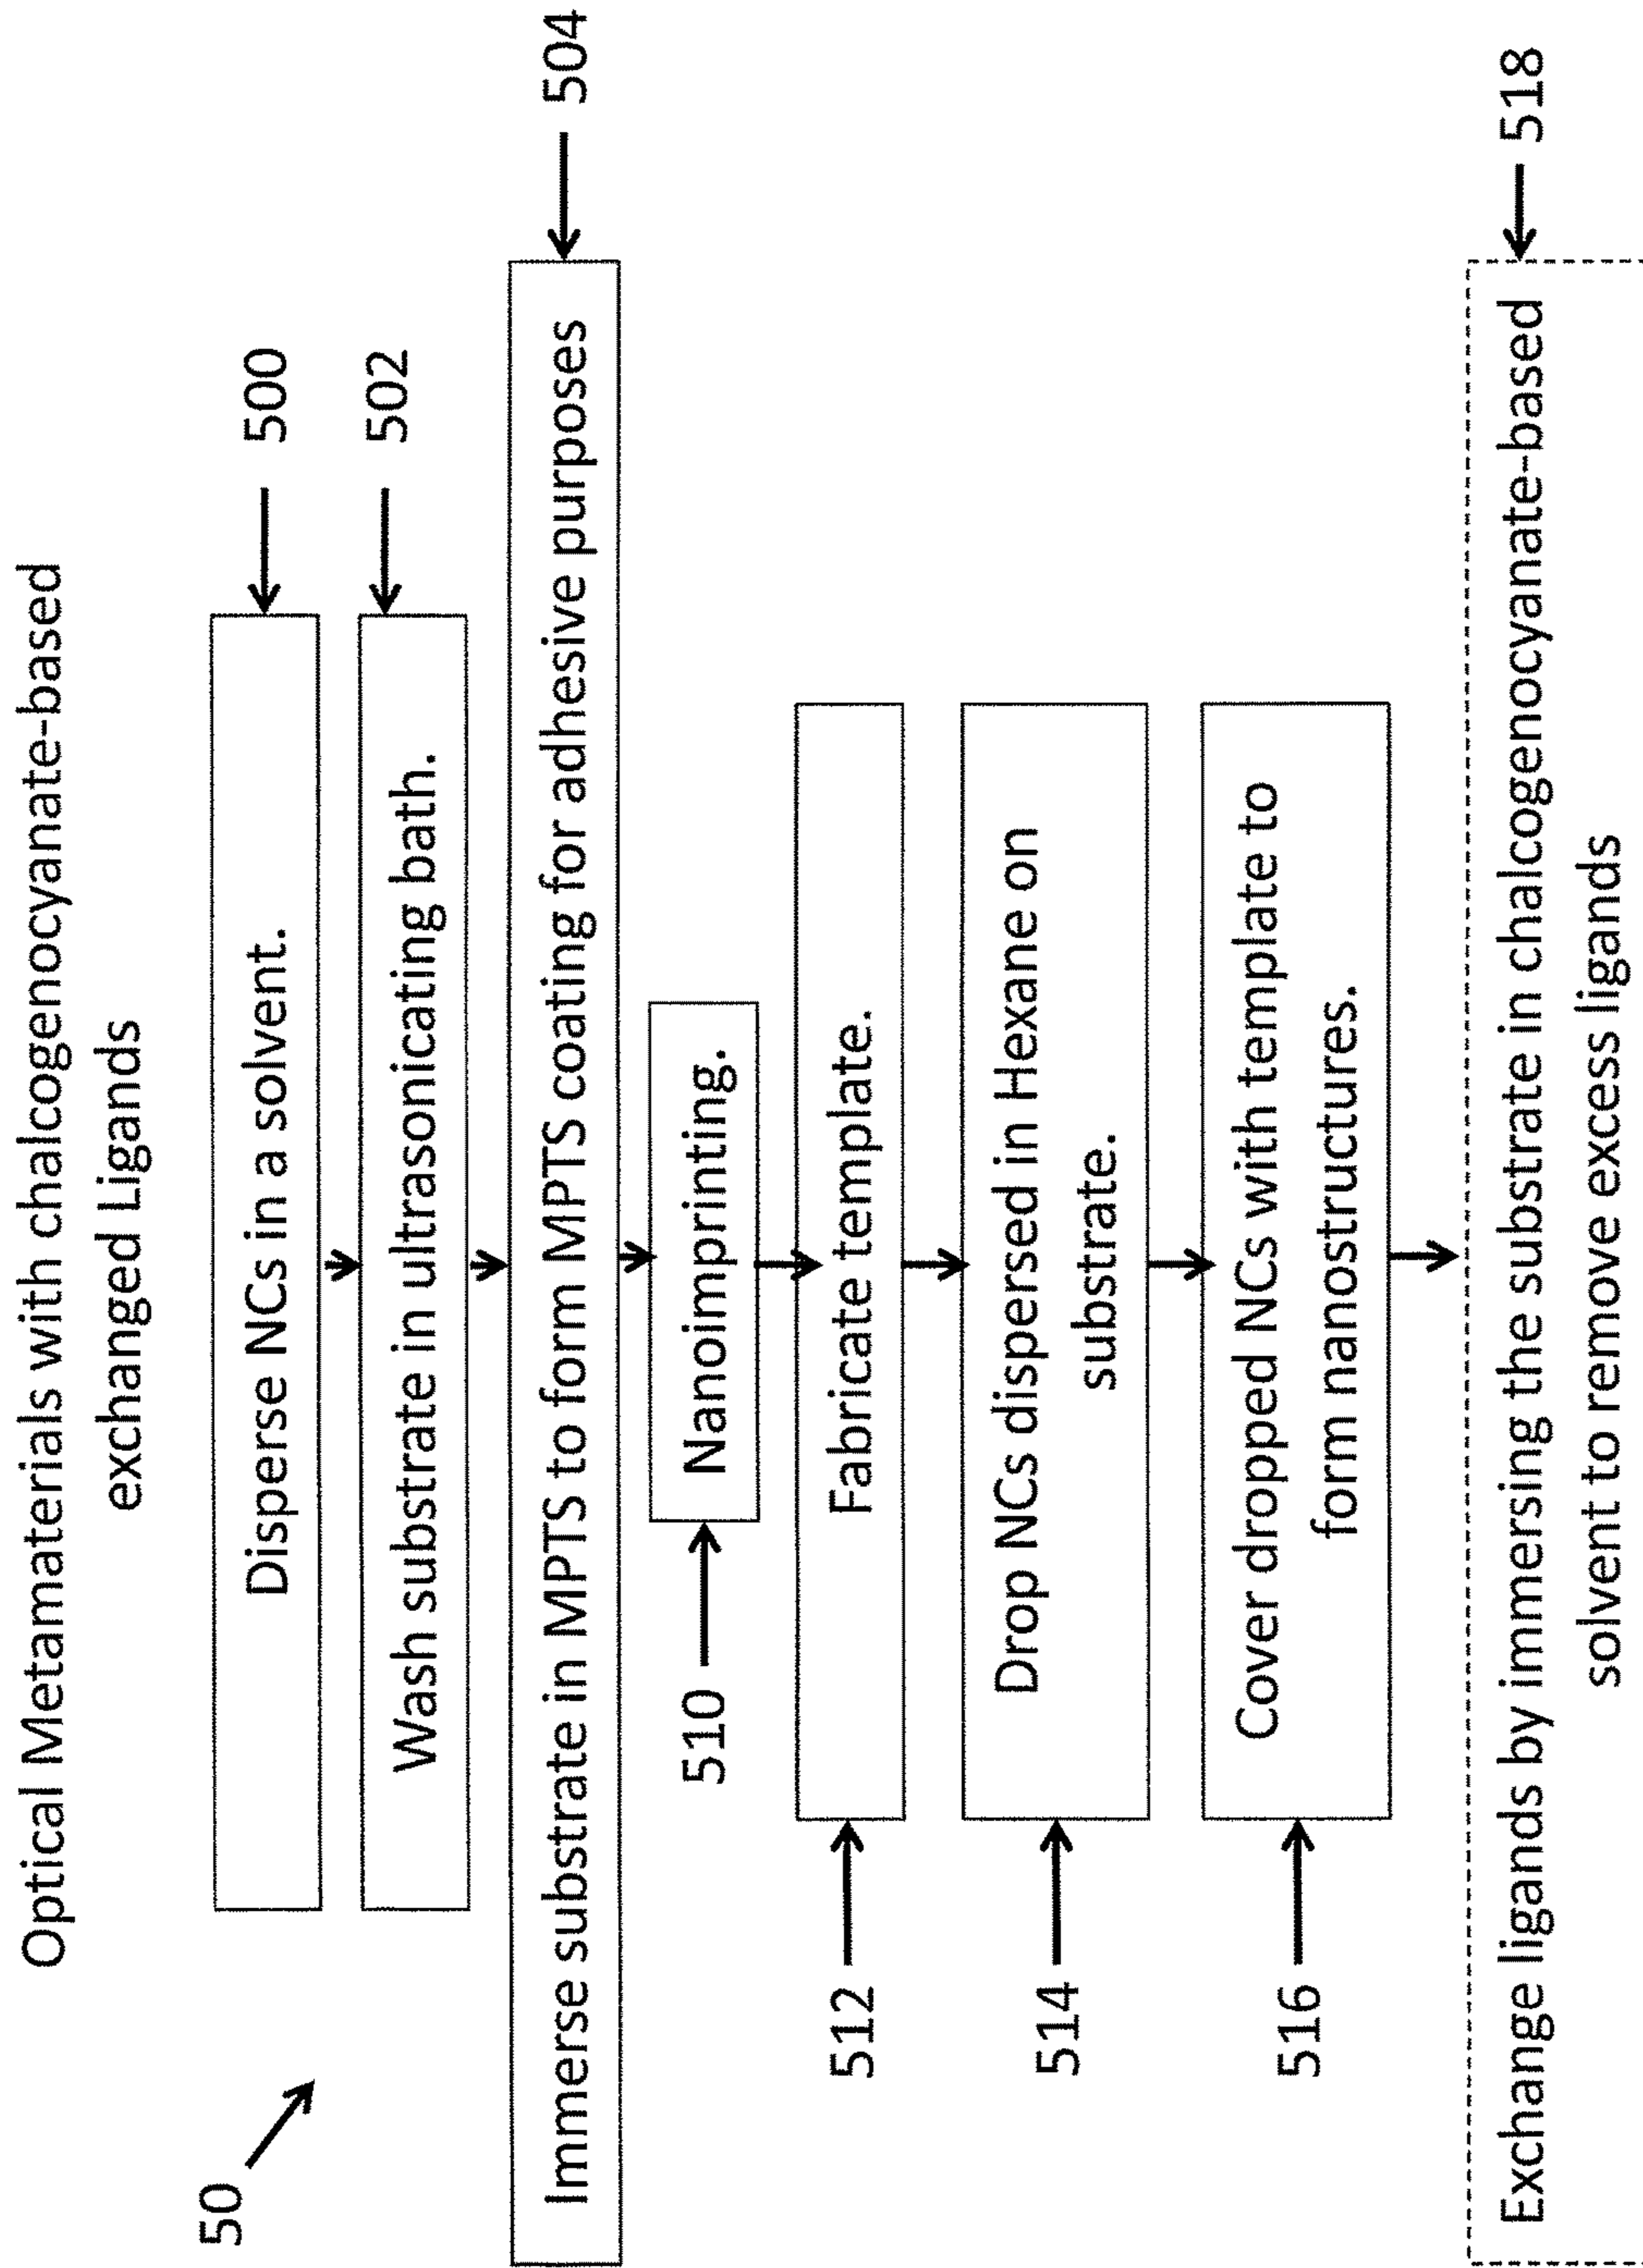 Optical Metamaterials with chalcogenocyanate-based
exchanged Ligands
50
Disperse NCs in a solvent.
500
Wash substrate in ultrasonicating bath.
502
Immerse substrate in MPTS to form MPTS coating for adhesive purposes
504
510
Nanoimprinting.
512
Fabricate template.
514
Drop NCs dispersed in Hexane on
substrate.
516
Cover dropped NCs with template to
form nanostructures.
Exchange ligands by immersing the substrate in chalcogenocyanate-based
solvent to remove excess ligands
518